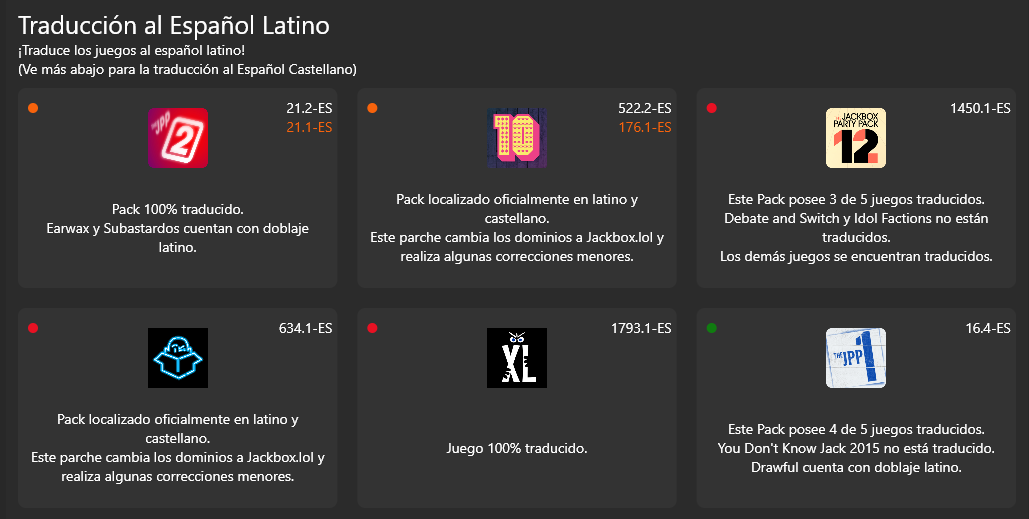 Traducción al Español Latino
¡Traduce los juegos al español latino!
(Ve más abajo para la traducción al Español Castellano)
21.2-ES
21.1-ES
THE JPP
2
Pack 100% traducido.
Earwax y Subastardos cuentan con doblaje
latino.
522.2-ES
176.1-ES
10
Pack localizado oficialmente en latino y
castellano.
Este parche cambia los dominios a Jackbox.lol y
realiza algunas correcciones menores.
1450.1-ES
JACKBOX
PARTY PACK
12
Este Pack posee 3 de 5 juegos traducidos.
Debate and Switch y Idol Factions no están
traducidos.
Los demás juegos se encuentran traducidos.
634.1-ES
Pack localizado oficialmente en latino y
castellano.
Este parche cambia los dominios a Jackbox.lol y
realiza algunas correcciones menores.
1793.1-ES
XL
Juego 100% traducido.
16.4-ES
THE JPP
1
Este Pack posee 4 de 5 juegos traducidos.
You Don't Know Jack 2015 no está traducido.
Drawful cuenta con doblaje latino.